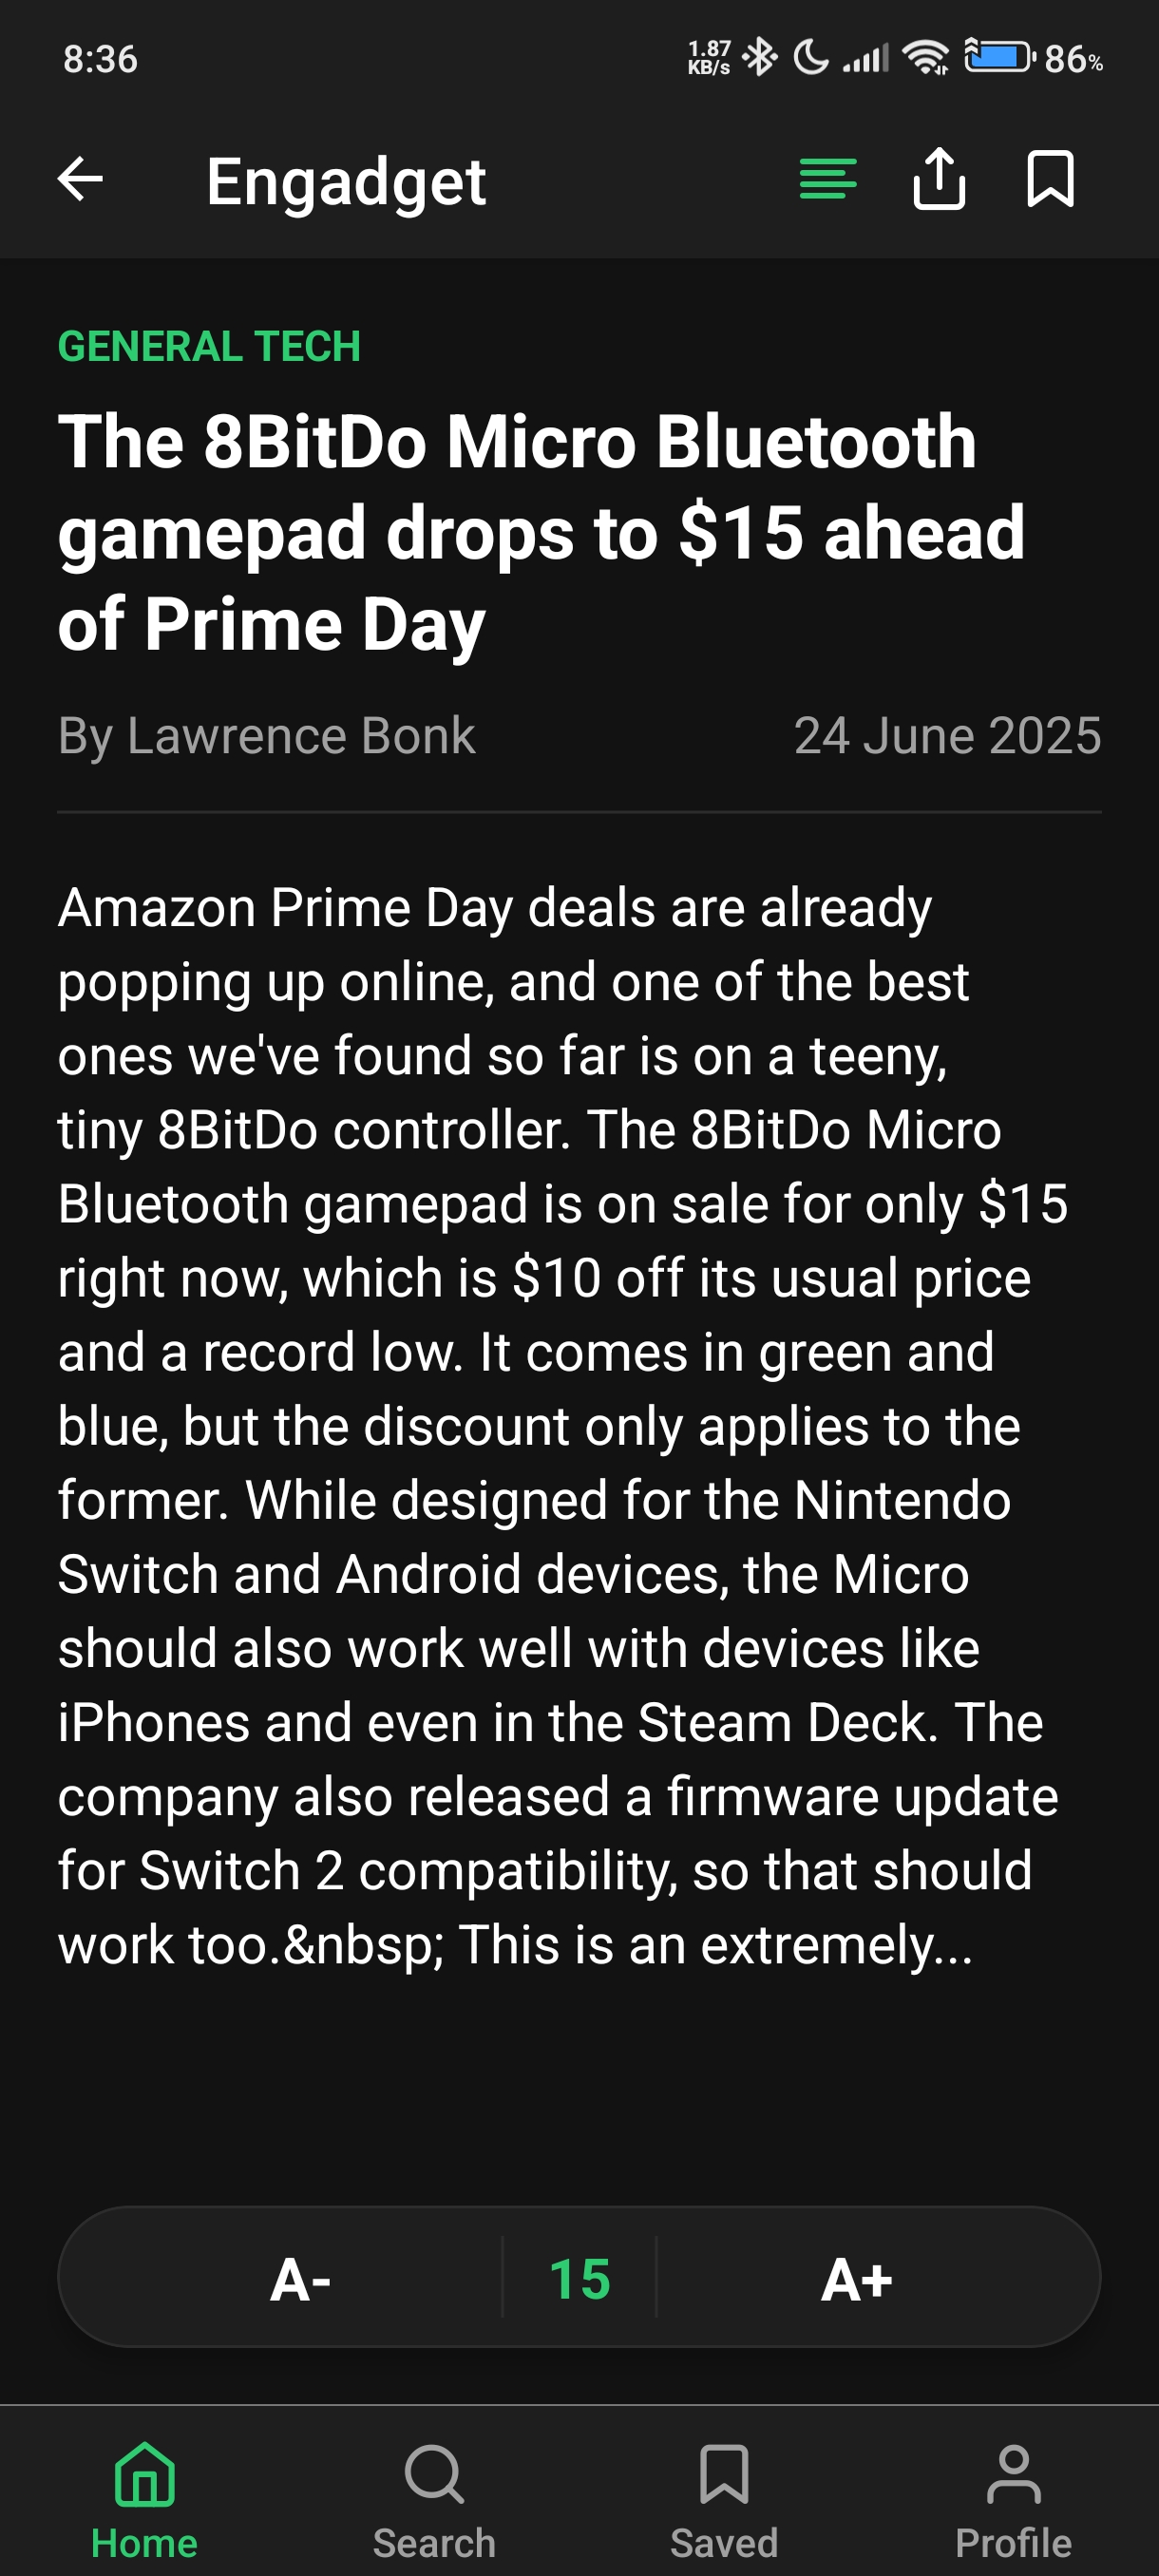 8:36
1.87
KB/s
86%
Engadget
GENERAL TECH
The 8BitDo Micro Bluetooth
gamepad drops to $15 ahead
of Prime Day
By Lawrence Bonk
24 June 2025
Amazon Prime Day deals are already
popping up online, and one of the best
ones we've found so far is on a teeny,
tiny 8BitDo controller. The 8BitDo Micro
Bluetooth gamepad is on sale for only $15
right now, which is $10 off its usual price
and a record low. It comes in green and
blue, but the discount only applies to the
former. While designed for the Nintendo
Switch and Android devices, the Micro
should also work well with devices like
iPhones and even in the Steam Deck. The
company also released a firmware update
for Switch 2 compatibility, so that should
work too.&amp;nbsp; This is an extremely...
A-
15
A+
Home
Search
Saved
Profile